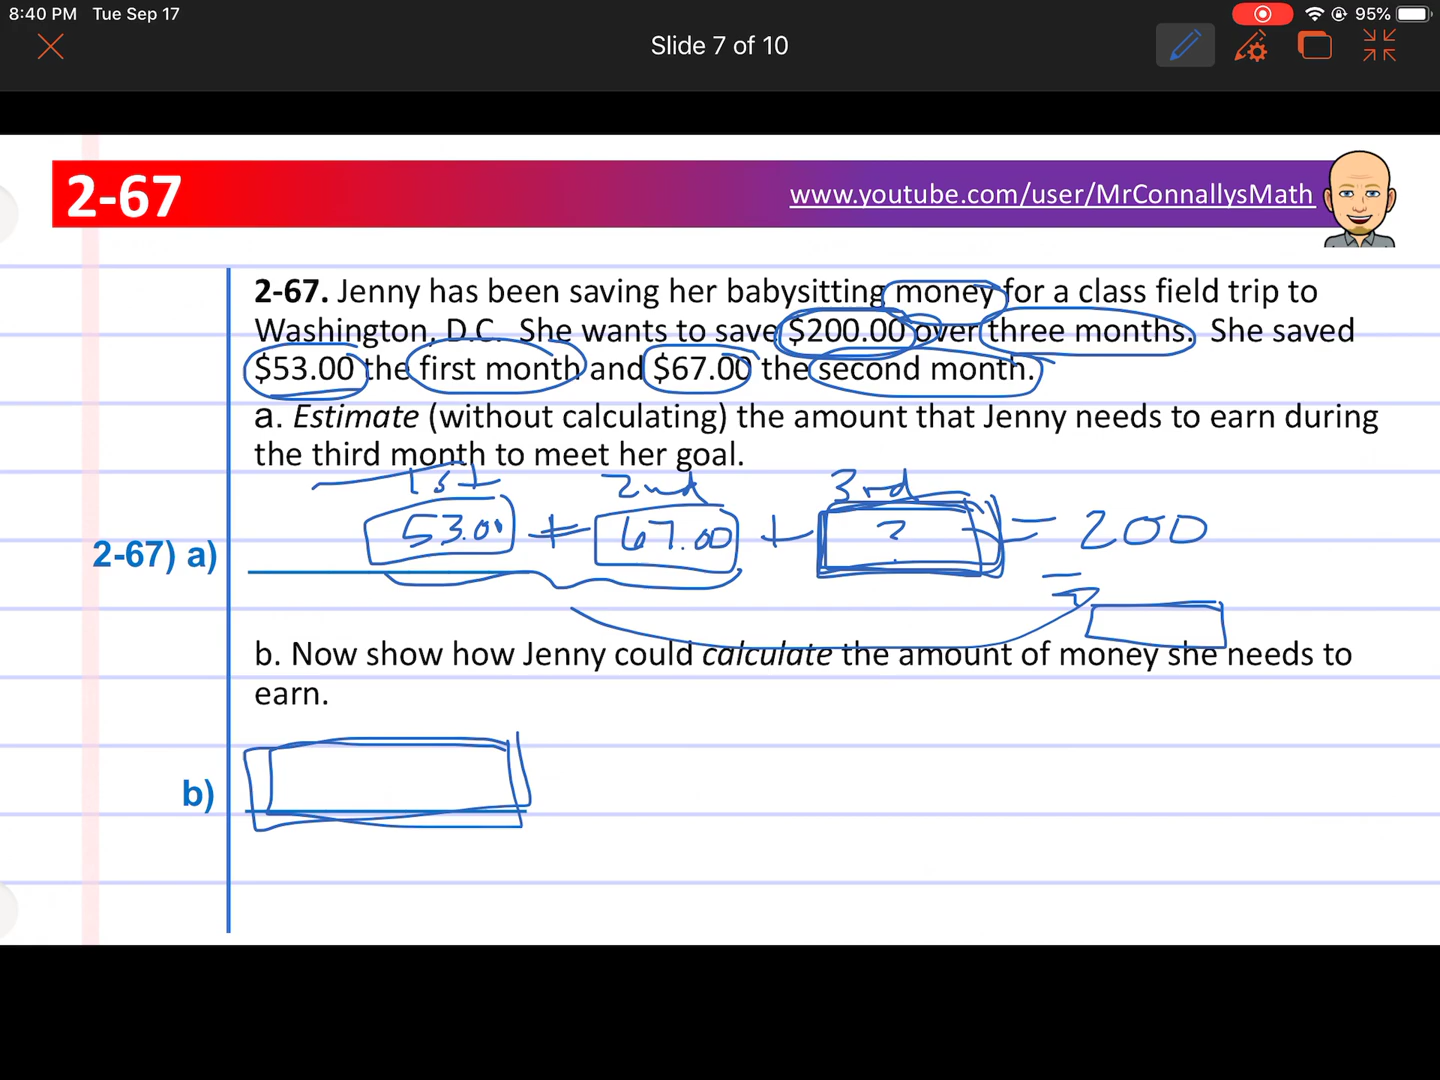 8:40 PM Tue Sep 17
95%
Slide 7 of 10
2-67
www.youtube.com/user/MrConnallysMath
2-67. Jenny has been saving her babysitting money for a class field trip to
Washington, D.C. She wants to save $200.00 over three months. She saved
$53.00 the first month and $67.00 the second month.
a. Estimate (without calculating) the amount that Jenny needs to earn during
the third month to meet her goal.
1st 2nd 3rd
2-67) a) 53.00 + 67.00 + ? = 200
b. Now show how Jenny could calculate the amount of money she needs to
earn.
b)